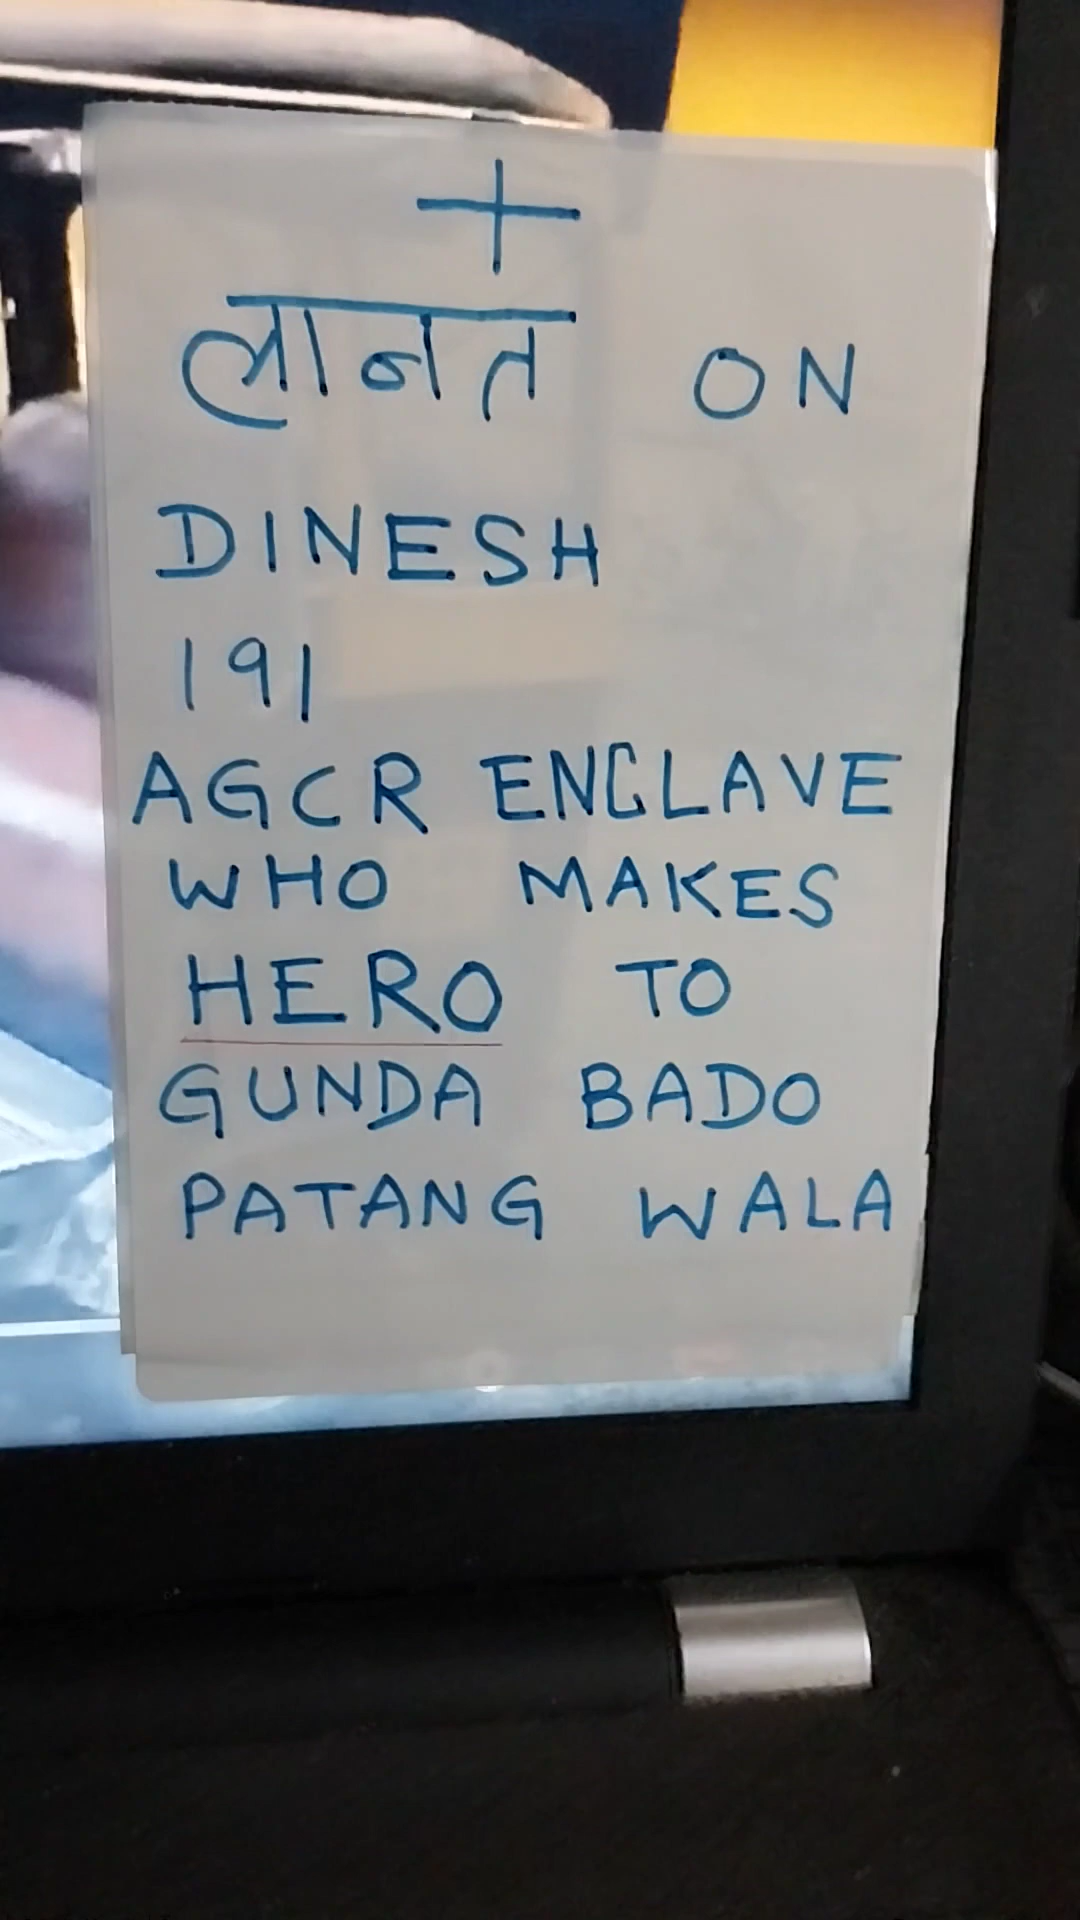 +
लानत ON
DINESH
191
AGCR ENCLAVE
WHO MAKES
HERO TO
GUNDA BADO
PATANG WALA